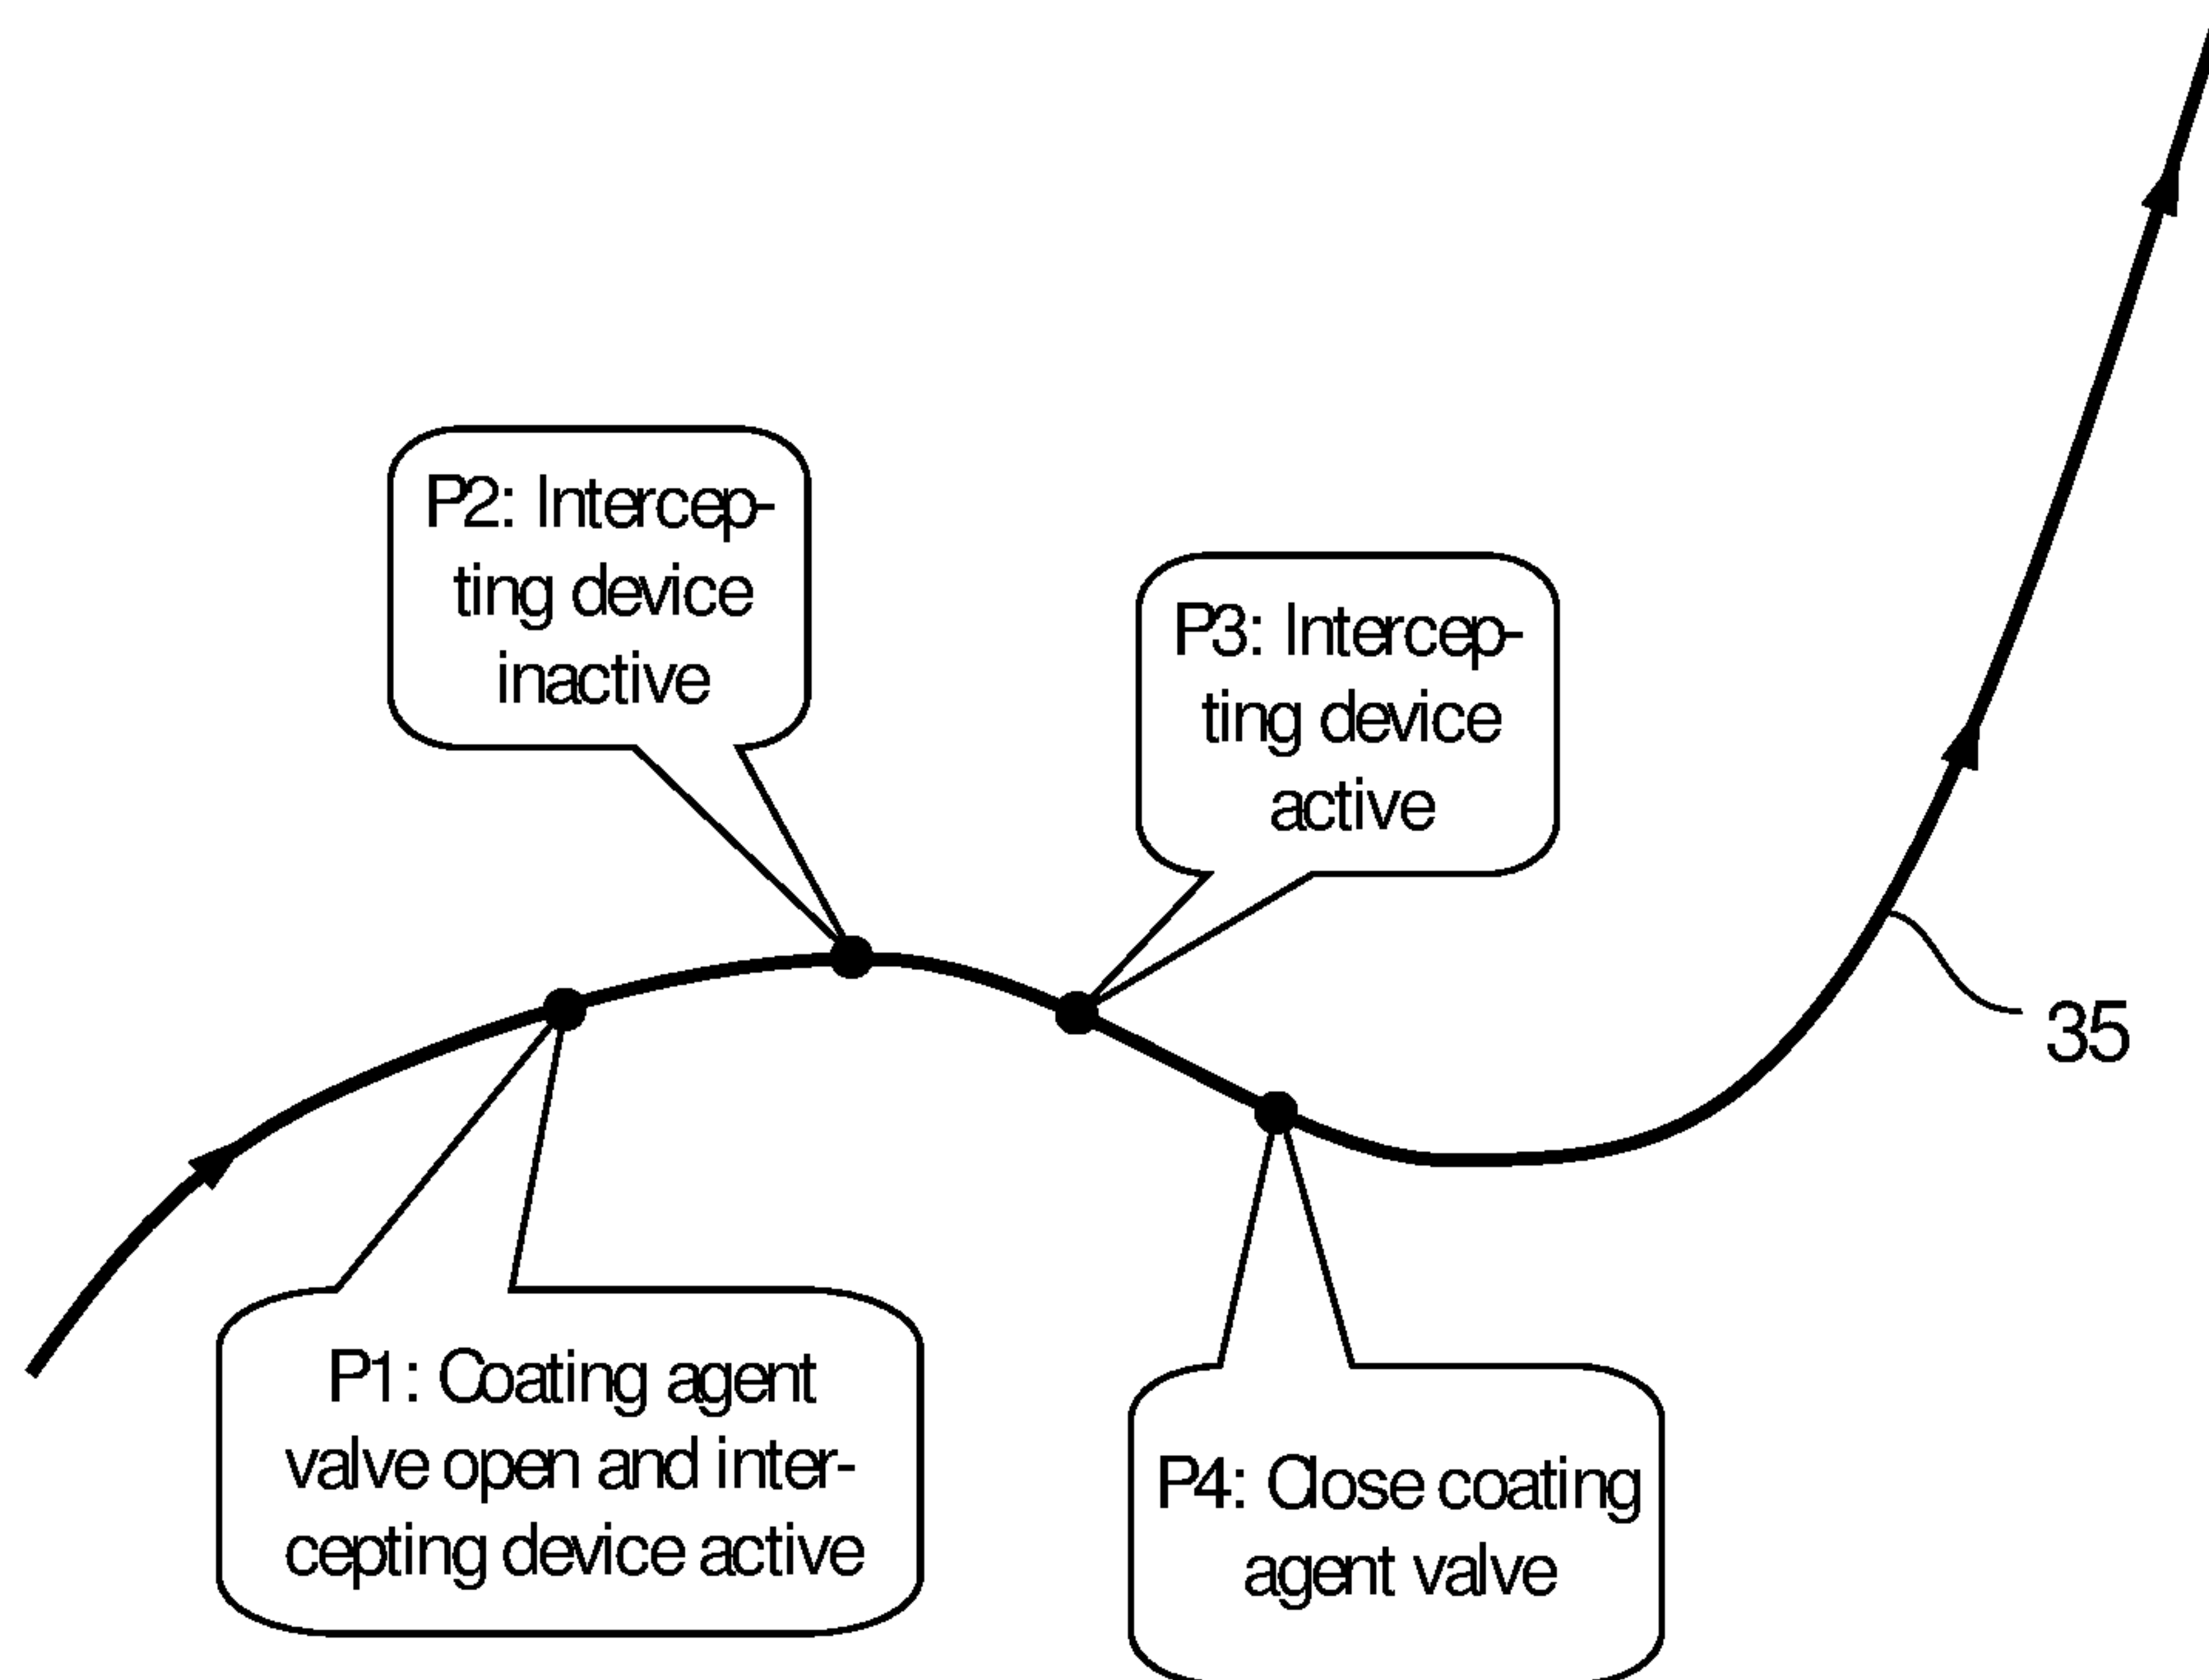 P2: Intercep-
ting device
inactive
P3: Intercep-
ting device
active
35
P1: Coating agent
valve open and inter-
cepting device active
P4: Close coating
agent valve